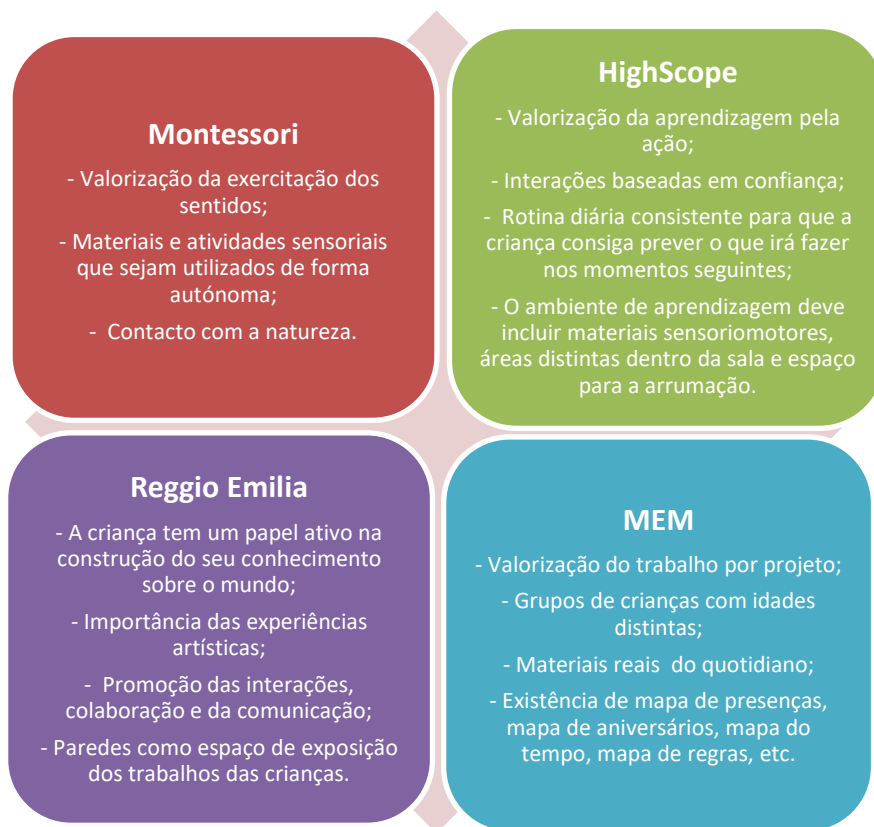 Montessori
- Valorização da exercitação dos
sentidos;
- Materiais e atividades sensoriais
que sejam utilizados de forma
autónoma;
- Contacto com a natureza.
HighScope
- Valorização da aprendizagem pela
ação;
- Interações baseadas em confiança;
- Rotina diária consistente para que a
criança consiga prever o que irá fazer
nos momentos seguintes;
- O ambiente de aprendizagem deve
incluir materiais sensoriomotores,
áreas distintas dentro da sala e espaço
para a arrumação.
Reggio Emilia
- A criança tem um papel ativo na
construção do seu conhecimento
sobre o mundo;
- Importância das experiências
artísticas;
- Promoção das interações,
colaboração e da comunicação;
- Paredes como espaço de exposição
dos trabalhos das crianças.
MEM
- Valorização do trabalho por projeto;
- Grupos de crianças com idades
distintas;
- Materiais reais do quotidiano;
- Existência de mapa de presenças,
mapa de aniversários, mapa do
tempo, mapa de regras, etc.